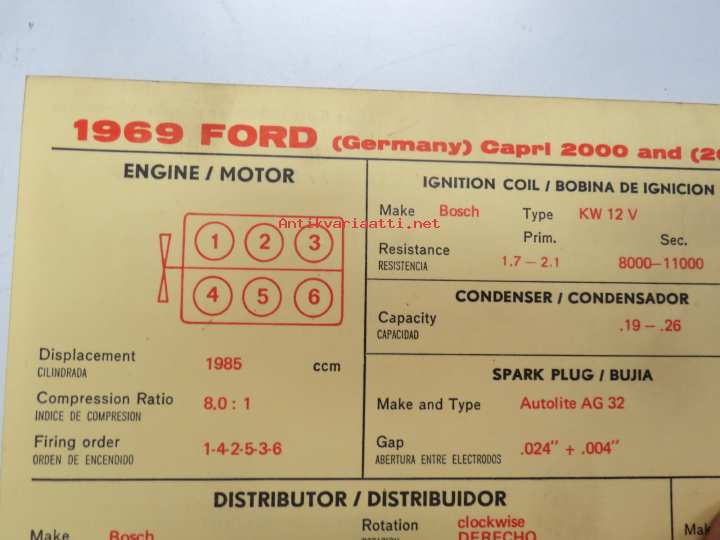 1969 FORD (Germany) Capri 2000 and (20
ENGINE / MOTOR
1 2 3
4 5 6
Displacement 1985 ccm
CILINDRADA
Compression Ratio 8,0 : 1
INDICE DE COMPRESION
Firing order 1-4-2-5-3-6
ORDEN DE ENCENDIDO
IGNITION COIL / BOBINA DE IGNICION
Make Bosch Type KW 12 V
Prim. Sec.
Resistance 1.7 – 2.1 8000–11000
RESISTENCIA
CONDENSER / CONDENSADOR
Capacity .19 – .26
CAPACIDAD
SPARK PLUG / BUJIA
Make and Type Autolite AG 32
Gap .024" + .004"
ABERTURA ENTRE ELECTRODOS
DISTRIBUTOR / DISTRIBUIDOR
Make Bosch
Rotation clockwise
DERECHO
Mak
Antikvariaatti.net